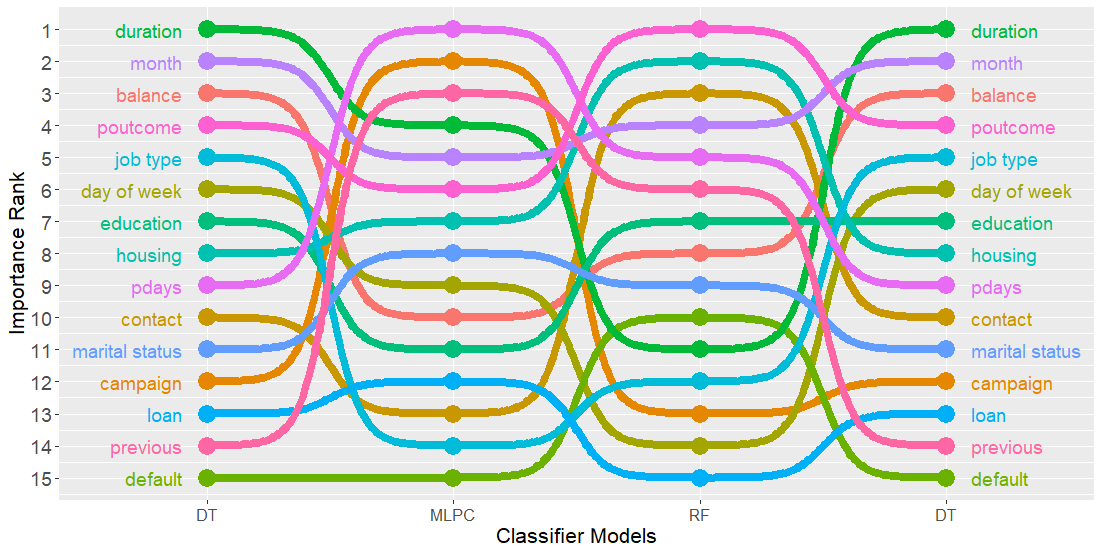 1 duration duration
2 month month
3 balance balance
4 poutcome poutcome
5 job type job type
6 day of week day of week
7 education education
8 housing housing
9 pdays pdays
10 contact contact
11 marital status marital status
12 campaign campaign
13 loan loan
14 previous previous
15 default default
Importance Rank
DT MLPC RF DT
Classifier Models